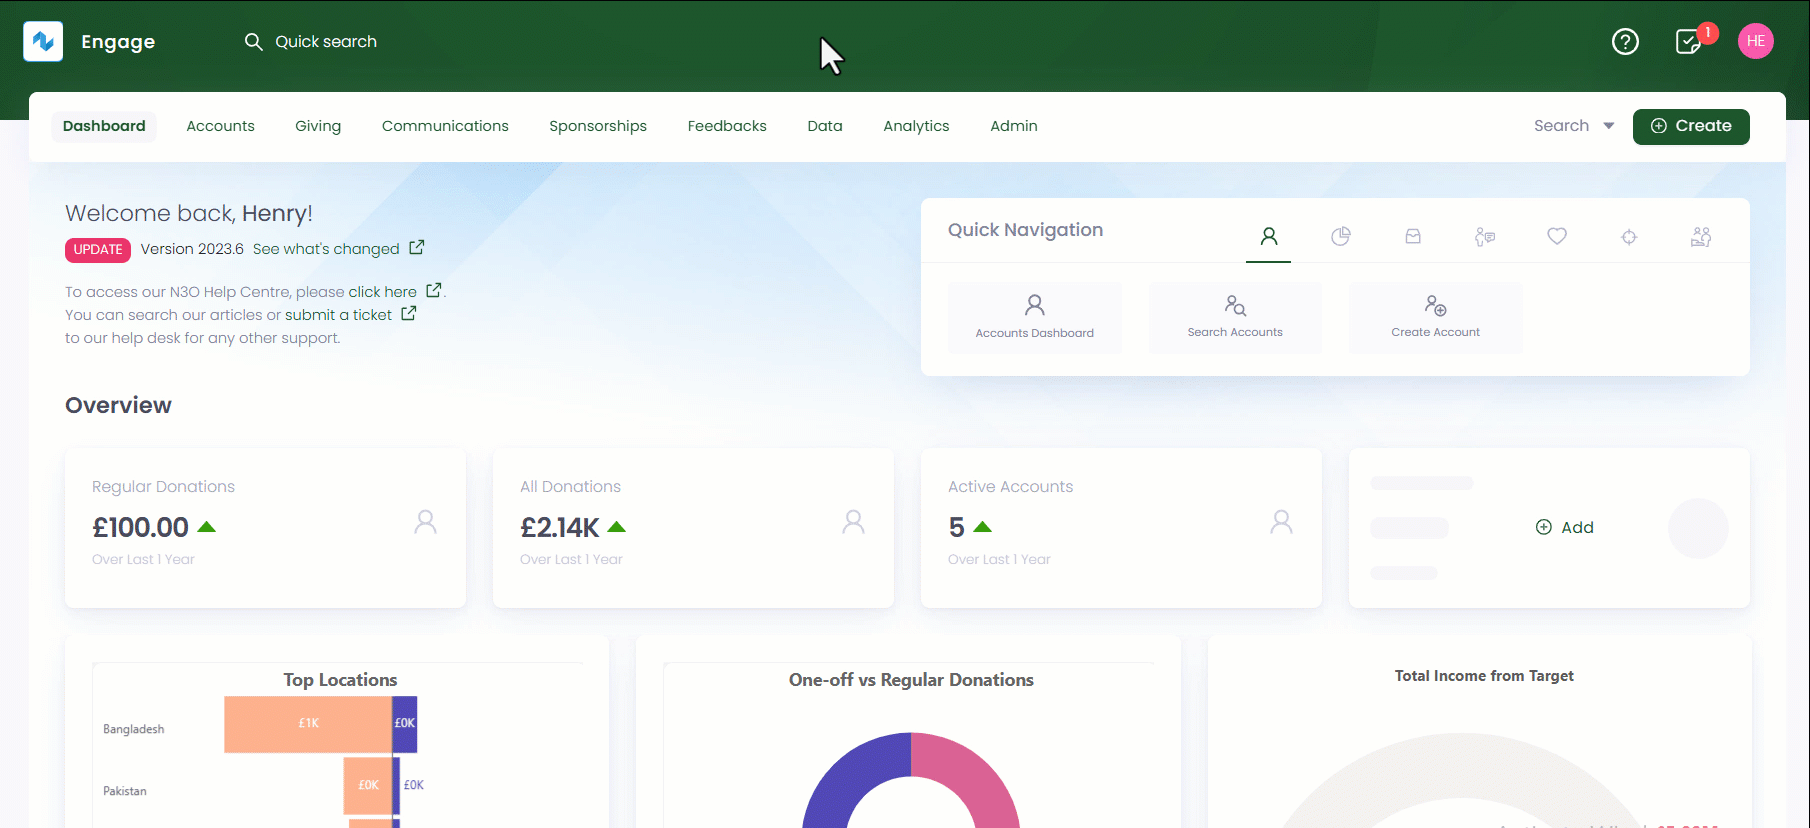 Engage
Quick search
1
HE
Dashboard Accounts Giving Communications Sponsorships Feedbacks Data Analytics Admin
Search
Create
Welcome back, Henry!
UPDATE Version 2023.6 See what's changed
To access our N3O Help Centre, please click here .
You can search our articles or submit a ticket
to our help desk for any other support.
Quick Navigation
Accounts Dashboard
Search Accounts
Create Account
Overview
Regular Donations
£100.00
Over Last 1 Year
All Donations
£2.14K
Over Last 1 Year
Active Accounts
5
Over Last 1 Year
Add
Top Locations
Bangladesh
£1K
£0K
Pakistan
£0K
£0K
One-off vs Regular Donations
Total Income from Target